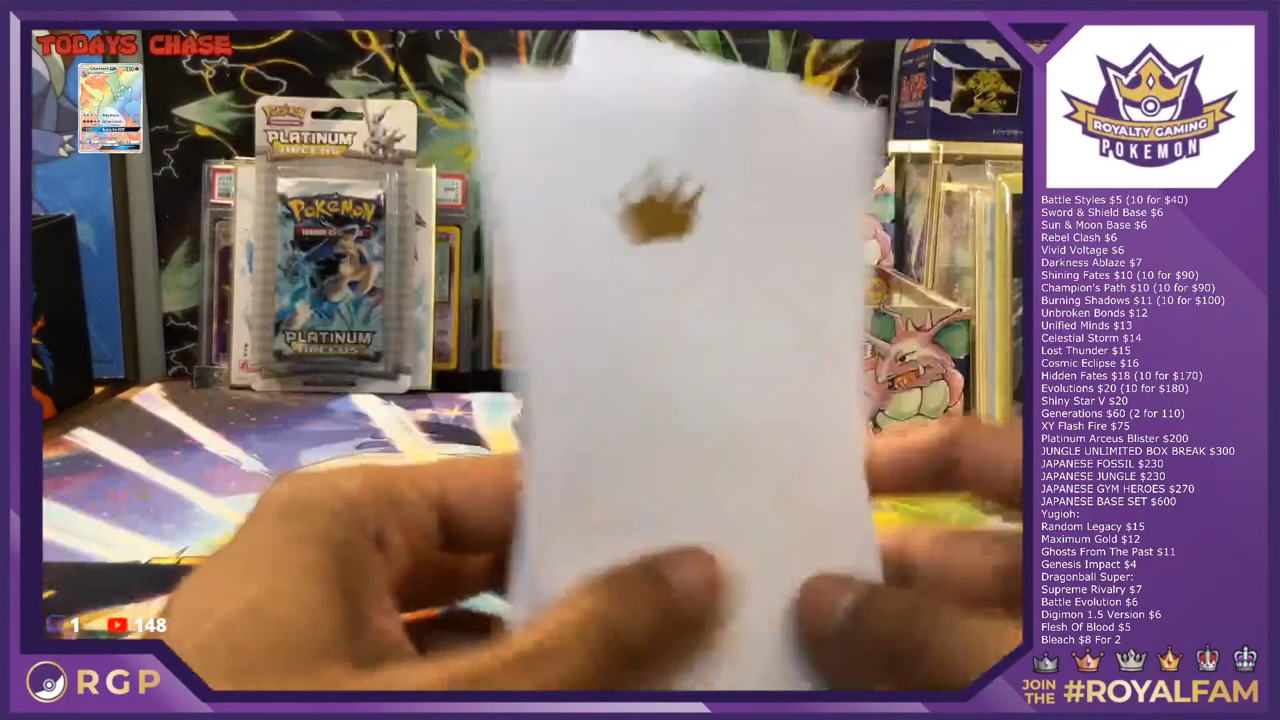 TODAYS CHASE
POKéMON
PLATINUM
ARCEUS
POKéMON
PLATINUM
ARCEUS
1
148
RGP
ROYALTY GAMING
POKEMON
Battle Styles $5 (10 for $40)
Sword & Shield Base $6
Sun & Moon Base $6
Rebel Clash $6
Vivid Voltage $6
Darkness Ablaze $7
Shining Fates $10 (10 for $90)
Champion's Path $10 (10 for $90)
Burning Shadows $11 (10 for $100)
Unbroken Bonds $12
Unified Minds $13
Celestial Storm $14
Lost Thunder $15
Cosmic Eclipse $16
Hidden Fates $18 (10 for $170)
Evolutions $20 (10 for $180)
Shiny Star V $20
Generations $60 (2 for 110)
XY Flash Fire $75
Platinum Arceus Blister $200
JUNGLE UNLIMITED BOX BREAK $300
JAPANESE FOSSIL $230
JAPANESE JUNGLE $230
JAPANESE GYM HEROES $270
JAPANESE BASE SET $600
Yugioh:
Random Legacy $15
Maximum Gold $12
Ghosts From The Past $11
Genesis Impact $4
Dragonball Super:
Supreme Rivalry $7
Battle Evolution $6
Digimon 1.5 Version $6
Flesh Of Blood $5
Bleach $8 For 2
JOIN
THE
#ROYALFAM